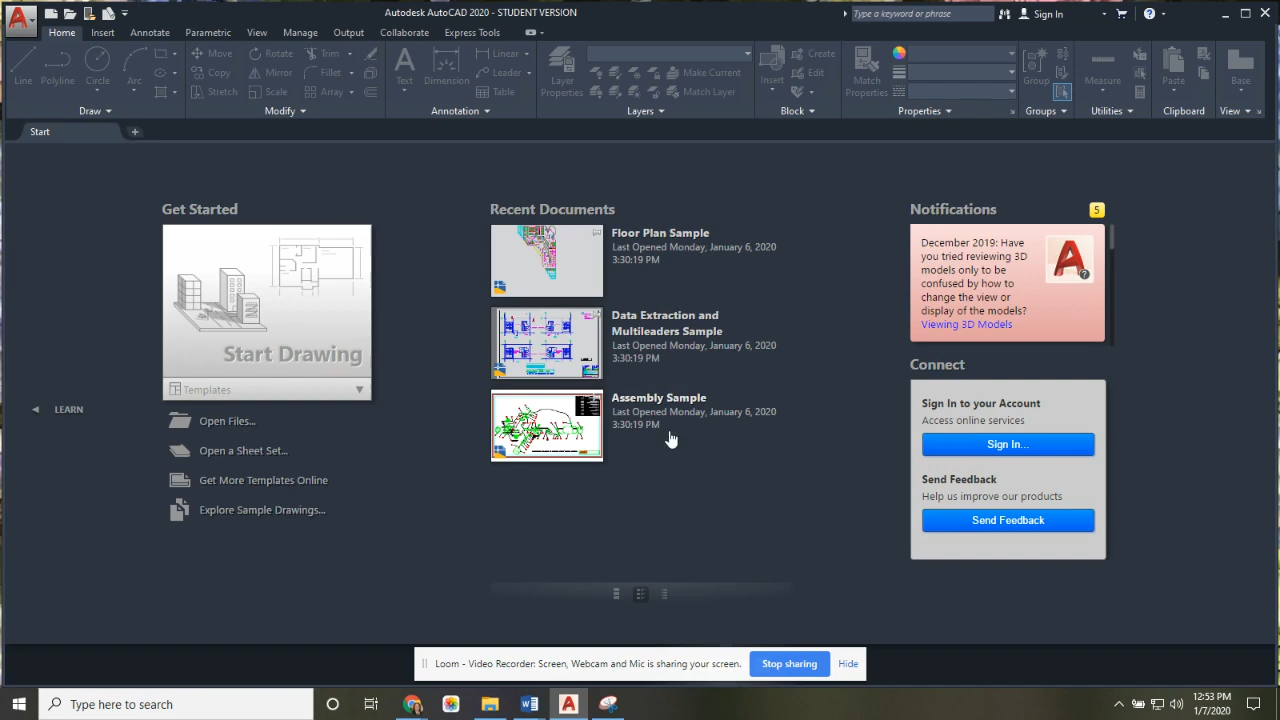 Autodesk AutoCAD 2020 - STUDENT VERSION
Type a keyword or phrase
Sign In
Home
Insert
Annotate
Parametric
View
Manage
Output
Collaborate
Express Tools
Line
Polyline
Circle
Arc
Draw
Move
Rotate
Trim
Copy
Mirror
Fillet
Stretch
Scale
Array
Modify
Text
Dimension
Linear
Leader
Table
Annotation
Layer
Properties
Make Current
Match Layer
Layers
Insert
Create
Edit
Block
Match
Properties
Properties
Group
Groups
Measure
Utilities
Paste
Clipboard
Base
View
Start
Get Started
Start Drawing
Templates
LEARN
Open Files...
Open a Sheet Set...
Get More Templates Online
Explore Sample Drawings...
Recent Documents
Floor Plan Sample
Last Opened Monday, January 6, 2020
3:30:19 PM
Data Extraction and
Multileaders Sample
Last Opened Monday, January 6, 2020
3:30:19 PM
Assembly Sample
Last Opened Monday, January 6, 2020
3:30:19 PM
Notifications
5
December 2019: Have
you tried reviewing 3D
models only to be
confused by how to
change the view or
display of the models?
Viewing 3D Models
Connect
Sign In to your Account
Access online services
Sign In...
Send Feedback
Help us improve our products
Send Feedback
Loom - Video Recorder: Screen, Webcam and Mic is sharing your screen.
Stop sharing
Hide
Type here to search
12:53 PM
1/7/2020